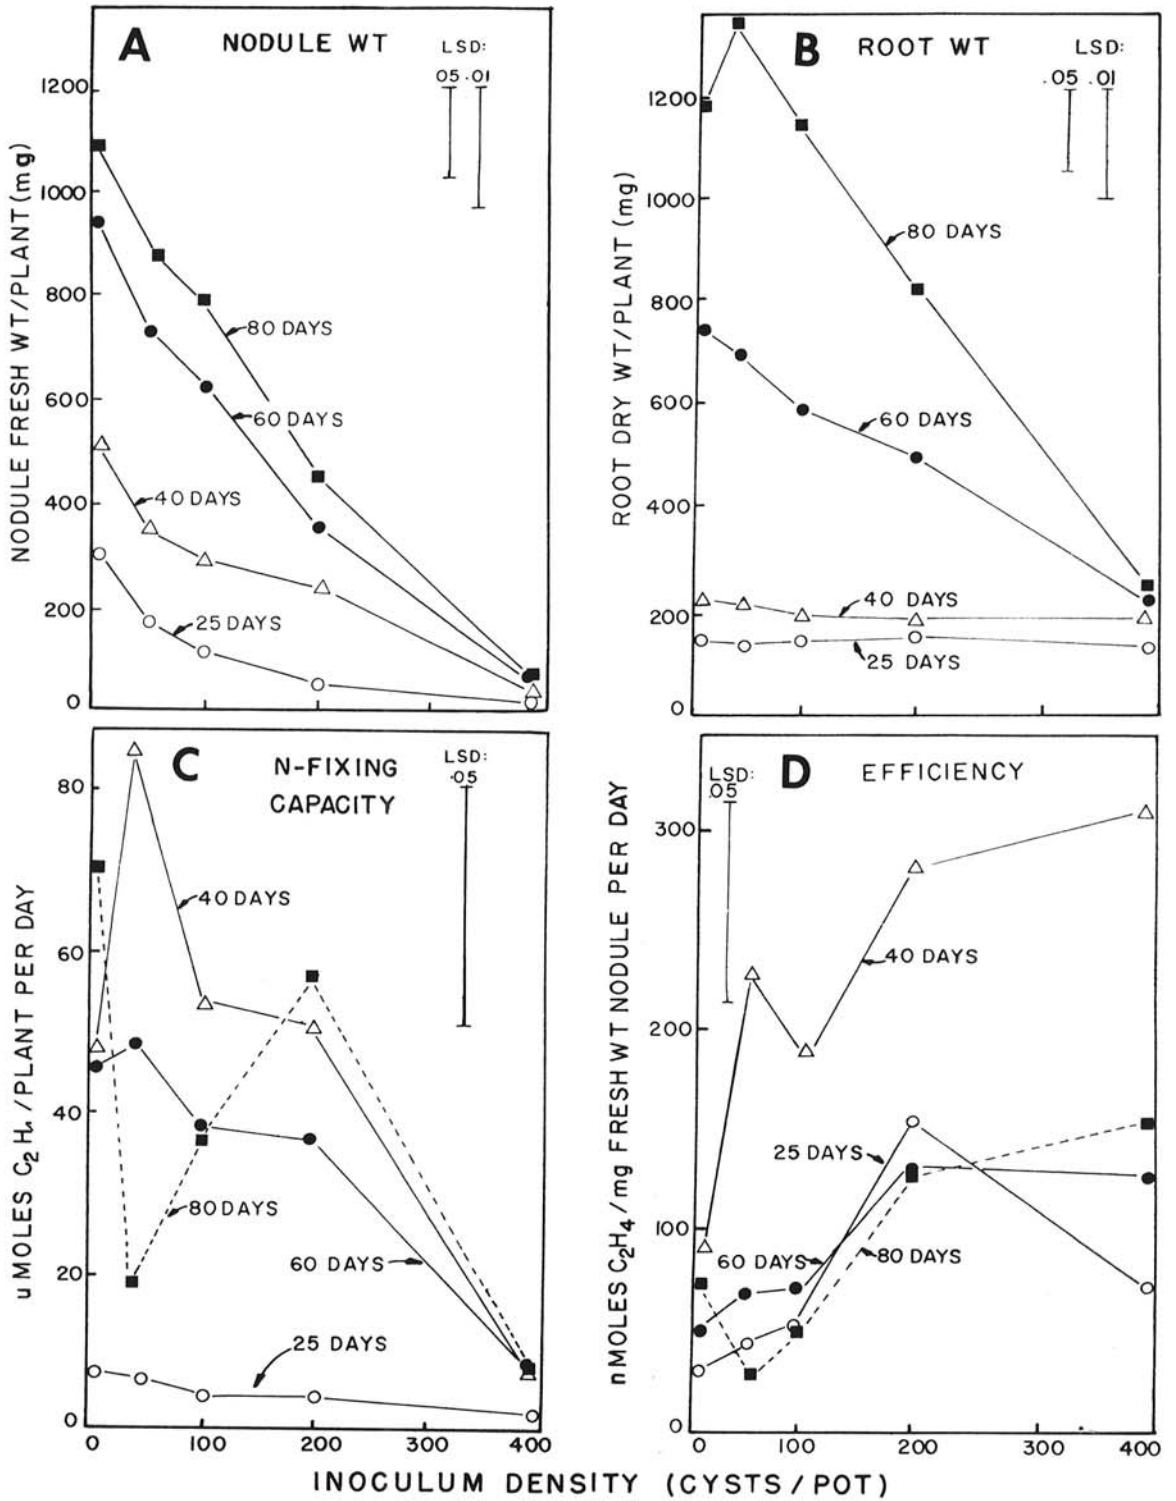 A
NODULE WT
LSD:
.05 .01
1200
1000
800
600
400
200
0
NODULE FRESH WT/PLANT (mg)
80 DAYS
60 DAYS
40 DAYS
25 DAYS
B
ROOT WT
LSD:
.05 .01
1200
1000
800
600
400
200
0
ROOT DRY WT/PLANT (mg)
80 DAYS
60 DAYS
40 DAYS
25 DAYS
C
N-FIXING
CAPACITY
LSD:
.05
80
60
40
20
0
u MOLES C2 H /PLANT PER DAY
40 DAYS
80 DAYS
60 DAYS
25 DAYS
0 100 200 300 400
D
EFFICIENCY
LSD:
.05
300
200
100
0
nMOLES C2H4/mg FRESH WT NODULE PER DAY
40 DAYS
25 DAYS
60 DAYS
80 DAYS
0 100 200 300 400
INOCULUM DENSITY (CYSTS/POT)